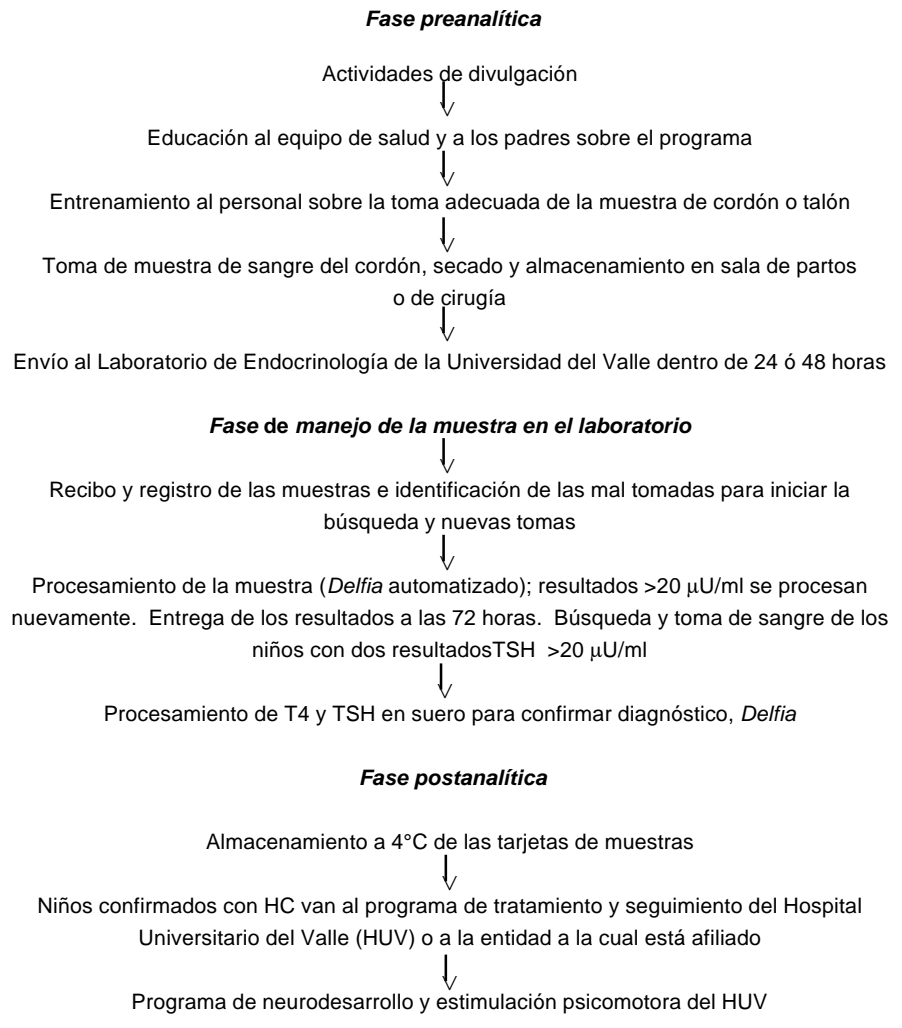 Fase preanalítica
Actividades de divulgación
Educación al equipo de salud y a los padres sobre el programa
Entrenamiento al personal sobre la toma adecuada de la muestra de cordón o talón
Toma de muestra de sangre del cordón, secado y almacenamiento en sala de partos
o de cirugía
Envío al Laboratorio de Endocrinología de la Universidad del Valle dentro de 24 ó 48 horas
Fase de manejo de la muestra en el laboratorio
Recibo y registro de las muestras e identificación de las mal tomadas para iniciar la
búsqueda y nuevas tomas
Procesamiento de la muestra (Delfia automatizado); resultados >20 μU/ml se procesan
nuevamente. Entrega de los resultados a las 72 horas. Búsqueda y toma de sangre de los
niños con dos resultadosTSH >20 μU/ml
Procesamiento de T4 y TSH en suero para confirmar diagnóstico, Delfia
Fase postanalítica
Almacenamiento a 4°C de las tarjetas de muestras
Niños confirmados con HC van al programa de tratamiento y seguimiento del Hospital
Universitario del Valle (HUV) o a la entidad a la cual está afiliado
Programa de neurodesarrollo y estimulación psicomotora del HUV